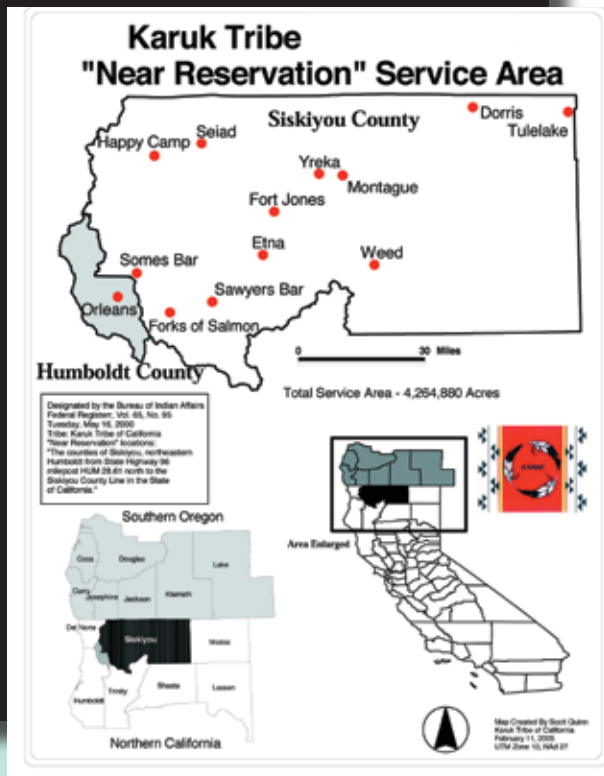 Karuk Tribe
"Near Reservation" Service Area
Siskiyou County
Dorris
Tulelake
Seiad
Happy Camp
Yreka
Montague
Fort Jones
Etna
Weed
Somes Bar
Sawyers Bar
Orleans
Forks of Salmon
0 30 Miles
Humboldt County
Total Service Area - 4,264,880 Acres
Designated by the Bureau of Indian Affairs
Federal Register, Vol. 65, No. 95
Tuesday, May 16, 2000
Tribe: Karuk Tribe of California
"Near Reservation" locations:
"The counties of Siskiyou, northeastern
Humboldt from State Highway 96
milepost HUM 28.61 north to the
Siskiyou County Line in the State
of California."
KARUK
Area Enlarged
Southern Oregon
Coos
Douglas
Lake
Curry
Josephine
Jackson
Klamath
Del Norte
Siskiyou
Modoc
Humboldt
Trinity
Shasta
Lassen
Northern California
Map Created By Scott Quinn
Karuk Tribe of California
February 11, 2005
UTM Zone 10, NAd 27